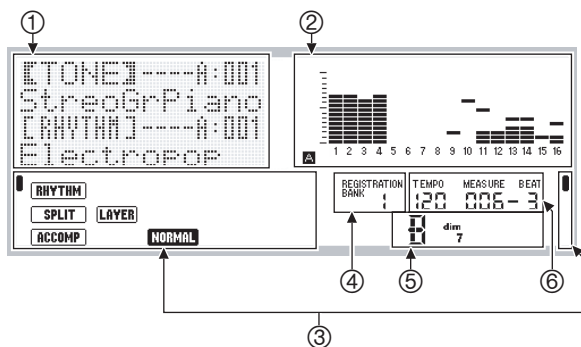 ① ②
[TONE]----A:001
StreoGrPiano
[RHYTHM]----A:001
Electropop
A
1 2 3 4 5 6 7 8 9 10 11 12 13 14 15 16
RHYTHM
SPLIT LAYER
ACCOMP NORMAL
REGISTRATION
BANK 1
TEMPO MEASURE BEAT
120 006-3
B dim
7
④ ⑤ ⑥
③